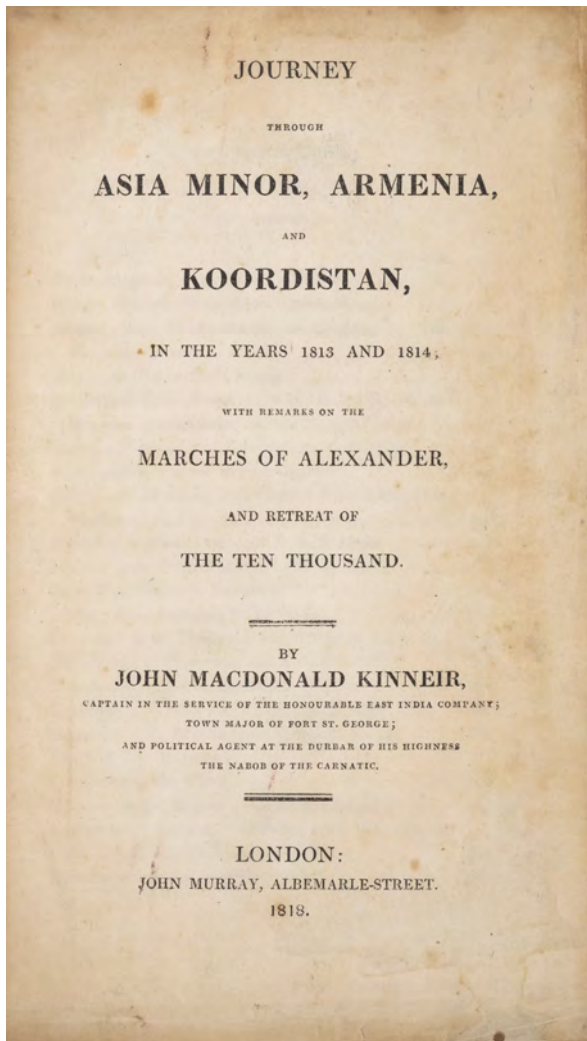 JOURNEY
THROUGH
ASIA MINOR, ARMENIA,
AND
KOORDISTAN,
IN THE YEARS 1813 AND 1814;
WITH REMARKS ON THE
MARCHES OF ALEXANDER,
AND RETREAT OF
THE TEN THOUSAND.
BY
JOHN MACDONALD KINNEIR,
CAPTAIN IN THE SERVICE OF THE HONOURABLE EAST INDIA COMPANY;
TOWN MAJOR OF FORT ST. GEORGE;
AND POLITICAL AGENT AT THE DURBAR OF HIS HIGHNESS
THE NABOB OF THE CARNATIC.
LONDON:
JOHN MURRAY, ALBEMARLE-STREET.
1818.